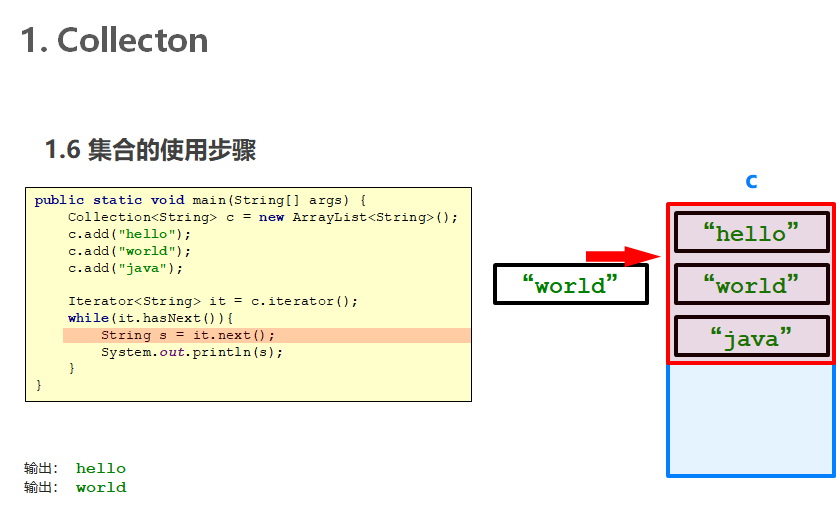 1. Collecton
1.6 集合的使用步骤
public static void main(String[] args) {
Collection<String> c = new ArrayList<String>();
c.add("hello");
c.add("world");
c.add("java");
Iterator<String> it = c.iterator();
while(it.hasNext()){
String s = it.next();
System.out.println(s);
}
}
输出： hello
输出： world
“world”
c
“hello”
“world”
“java”